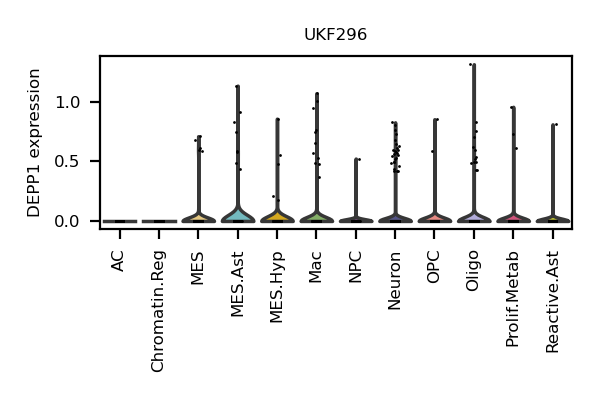 UKF296
DEPP1 expression
1.0
0.5
0.0
AC
Chromatin.Reg
MES
MES.Ast
MES.Hyp
Mac
NPC
Neuron
OPC
Oligo
Prolif.Metab
Reactive.Ast